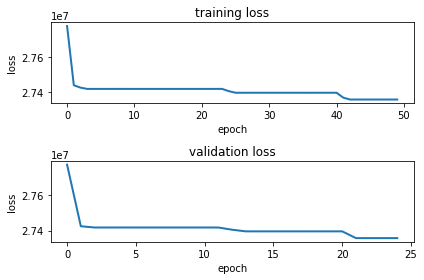 training loss
1e7
2.76
2.74
loss
0 10 20 30 40 50
epoch
validation loss
1e7
2.76
2.74
loss
0 5 10 15 20 25
epoch